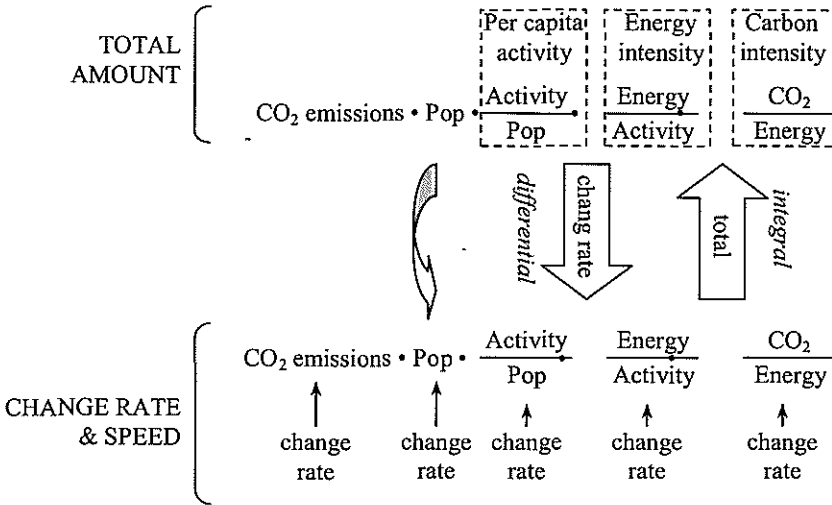 TOTAL
AMOUNT
Per capita
activity
Energy
intensity
Carbon
intensity
CO₂ emissions • Pop • Activity/Pop • Energy/Activity • CO₂/Energy
differential
chang rate
total
integral
CHANGE RATE
& SPEED
CO₂ emissions • Pop • Activity/Pop • Energy/Activity • CO₂/Energy
change
rate
change
rate
change
rate
change
rate
change
rate